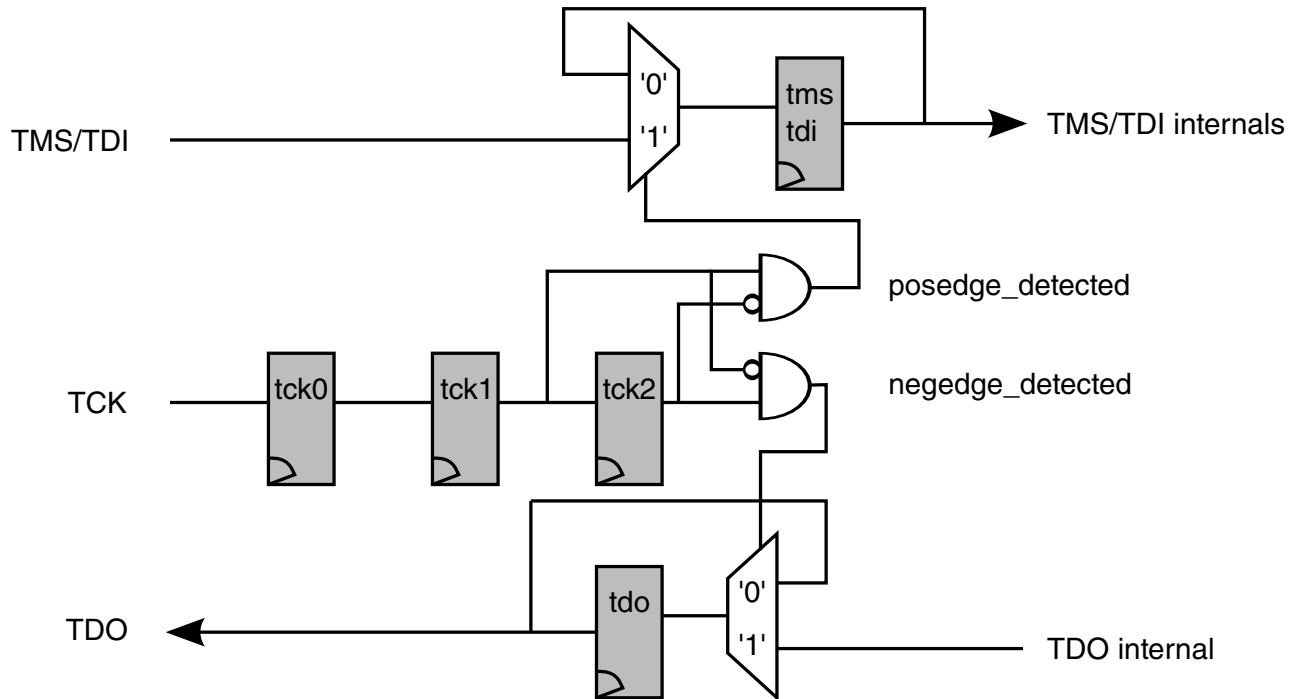 '0'
tms
TMS/TDI internals
TMS/TDI
'1'
tdi
posedge_detected
tck0
tck1
tck2
negedge_detected
TCK
'0'
tdo
TDO
'1'
TDO internal